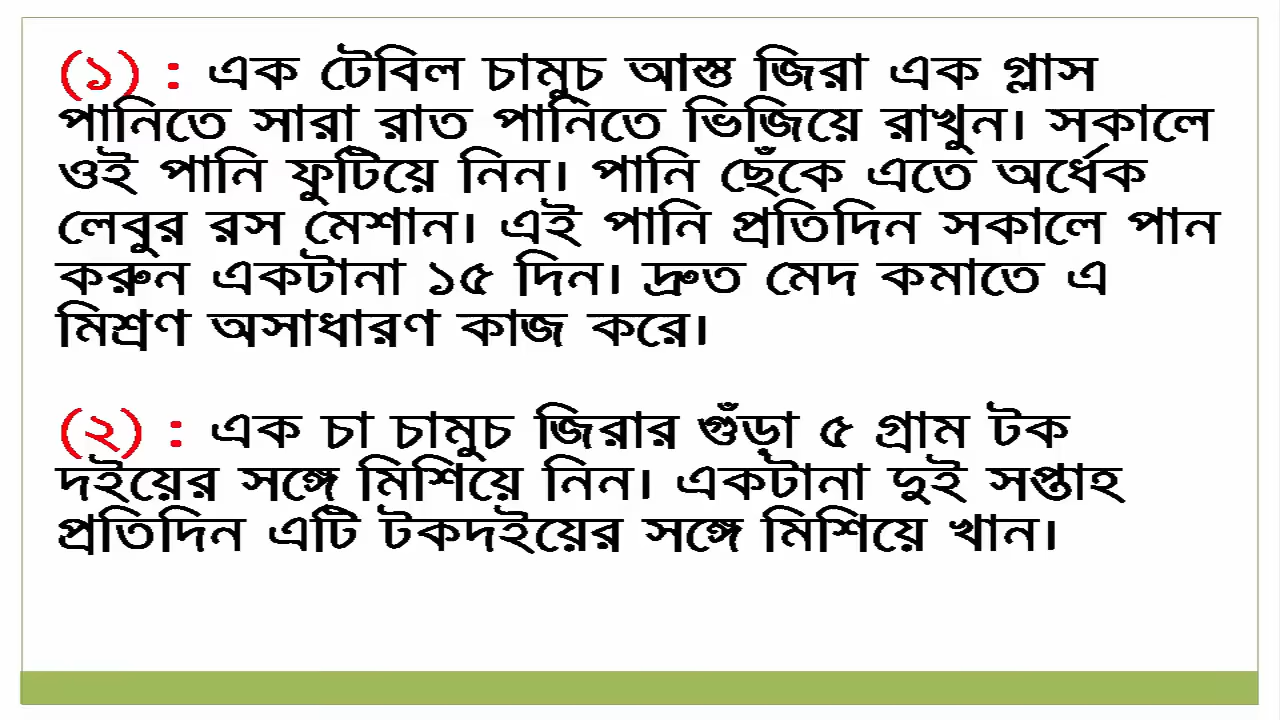 (১) : এক টেবিল চামুচ আস্ত জিরা এক গ্লাস
পানিতে সারা রাত পানিতে ভিজিয়ে রাখুন। সকালে
ওই পানি ফুটিয়ে নিন। পানি ছেঁকে এতে অর্ধেক
লেবুর রস মেশান। এই পানি প্রতিদিন সকালে পান
করুন একটানা ১৫ দিন। দ্রুত মেদ কমাতে এ
মিশ্রণ অসাধারণ কাজ করে।
(২) : এক চা চামুচ জিরার গুঁড়া ৫ গ্রাম টক
দইয়ের সঙ্গে মিশিয়ে নিন। একটানা দুই সপ্তাহ
প্রতিদিন এটি টকদইয়ের সঙ্গে মিশিয়ে খান।